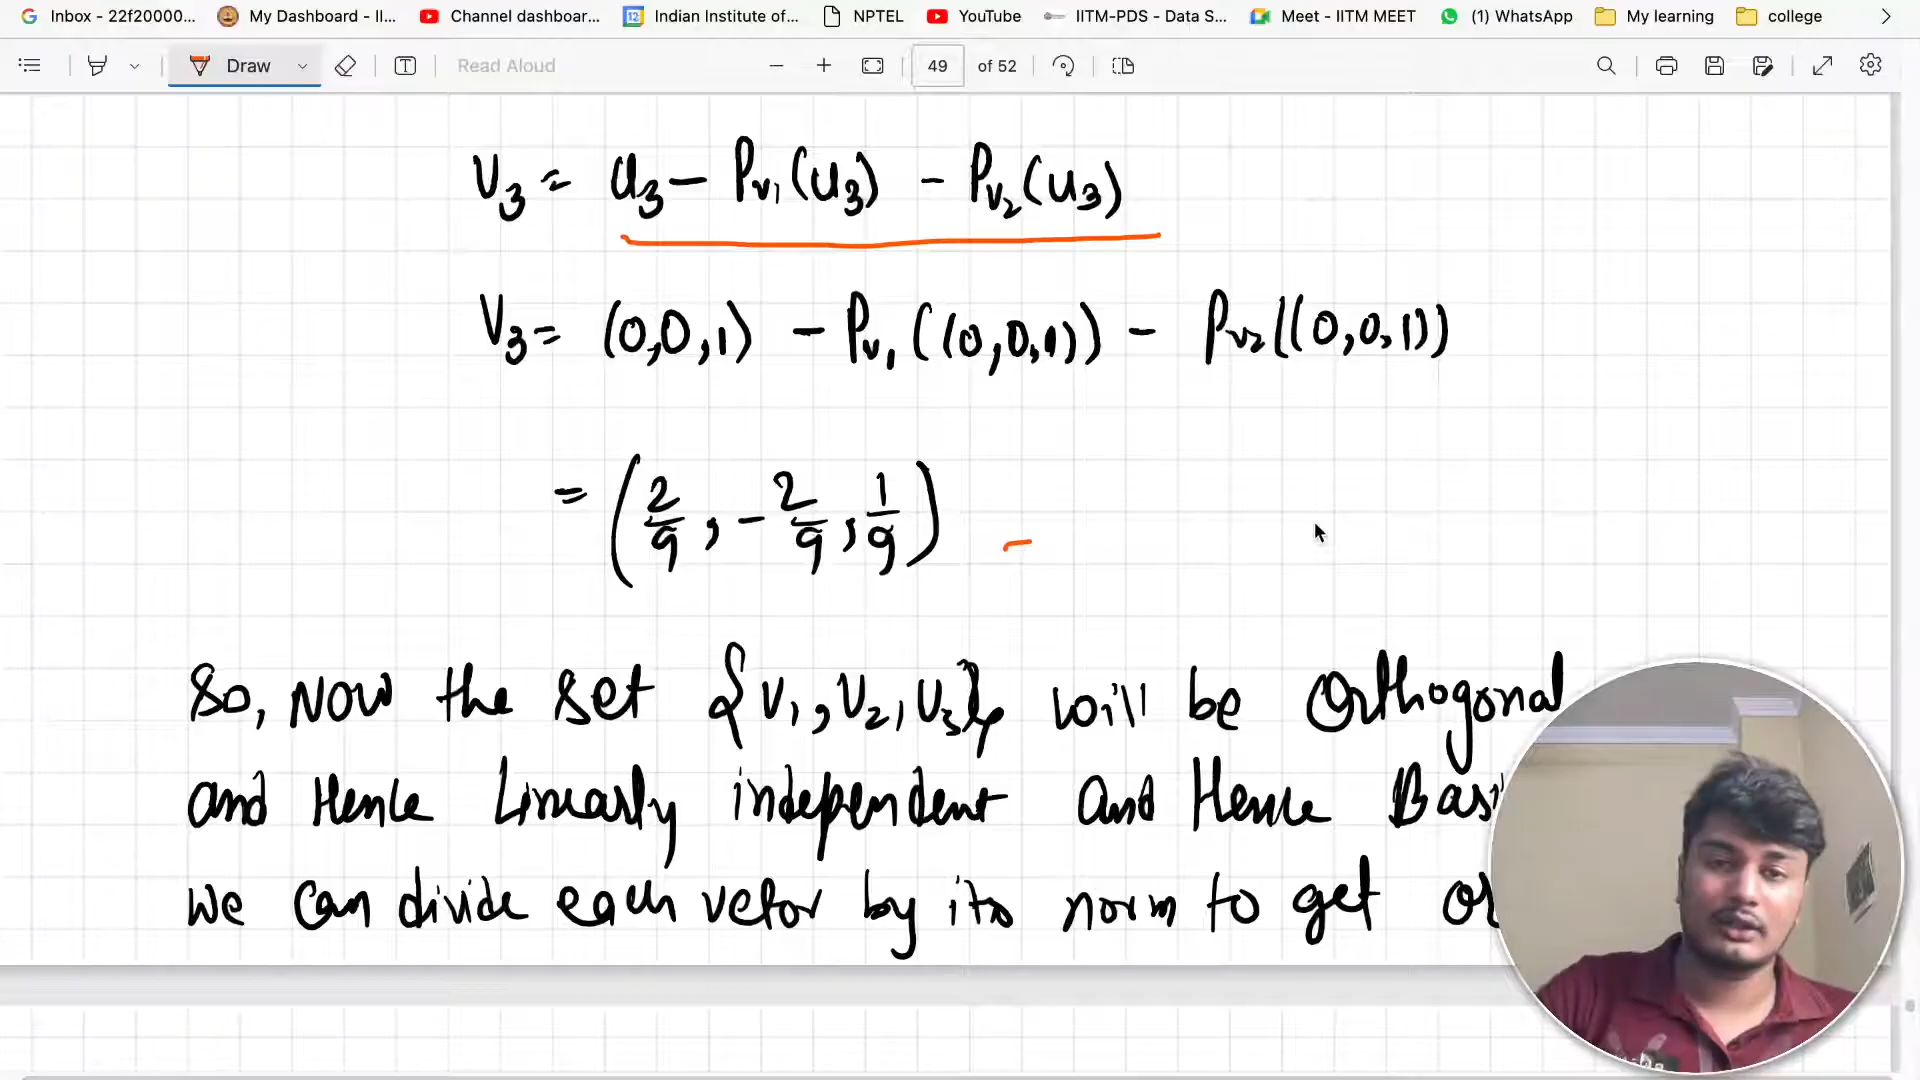 Inbox - 22f20000... My Dashboard - II... Channel dashboar... Indian Institute of... NPTEL YouTube IITM-PDS - Data S... Meet - IITM MEET (1) WhatsApp My learning college
Draw Read Aloud 49 of 52
V₃ = U₃ - Pv₁(U₃) - Pv₂(U₃)
V₃ = (0,0,1) - Pv₁((0,0,1)) - Pv₂((0,0,1))
= (2/9, -2/9, 1/9)
So, Now the set {V₁, V₂, V₃} will be Orthogonal
and Hence Linearly independent and Hence Bas
we can divide each vector by its norm to get or